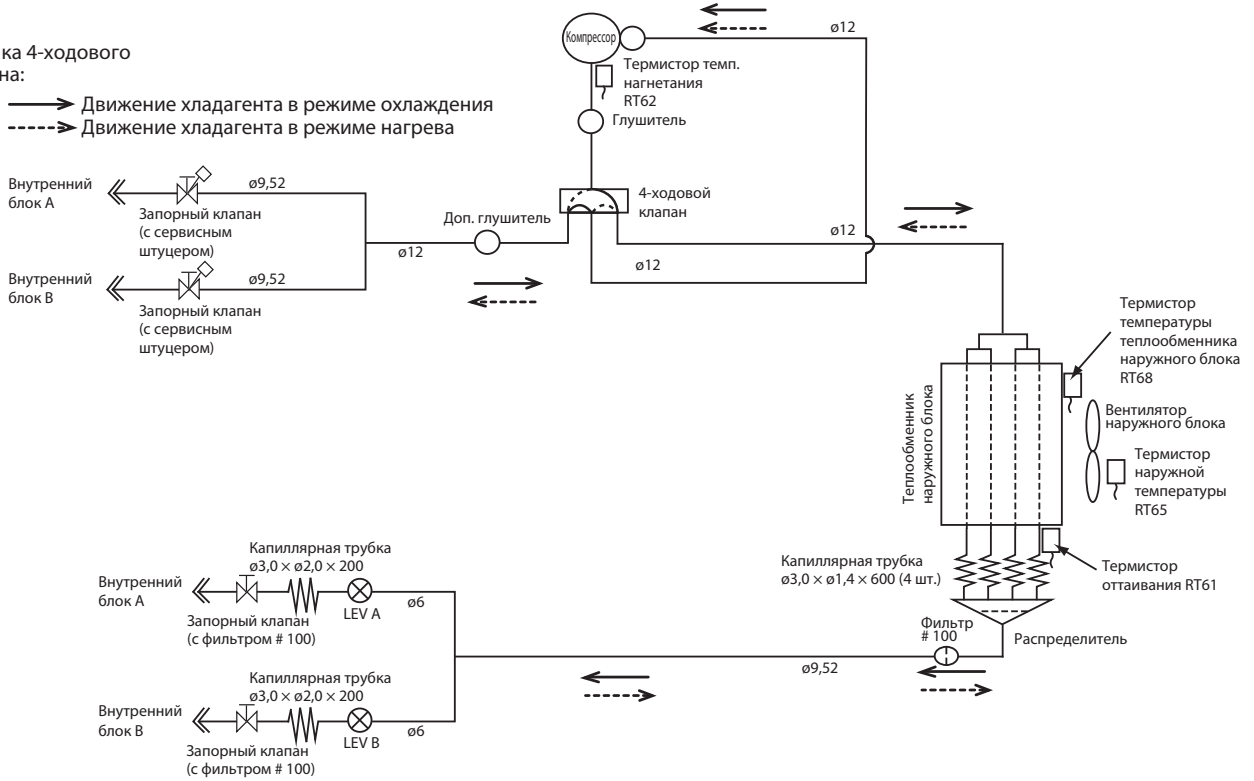 Компрессор
ø12
Термистор темп.
нагнетания
RT62
Глушитель
ка 4-ходового
на:
Движение хладагента в режиме охлаждения
Движение хладагента в режиме нагрева
Внутренний
блок A
ø9,52
Запорный клапан
(с сервисным
штуцером)
Внутренний
блок B
ø9,52
Запорный клапан
(с сервисным
штуцером)
ø12
Доп. глушитель
4-ходовой
клапан
ø12
ø12
Термистор
температуры
теплообменника
наружного блока
RT68
Теплообменник
наружного блока
Вентилятор
наружного блока
Термистор
наружной
температуры
RT65
Капиллярная трубка
ø3,0 × ø1,4 × 600 (4 шт.)
Термистор
оттаивания RT61
Распределитель
Фильтр
# 100
ø9,52
Капиллярная трубка
ø3,0 × ø2,0 × 200
Внутренний
блок A
Запорный клапан
(с фильтром # 100)
LEV A
ø6
Капиллярная трубка
ø3,0 × ø2,0 × 200
Внутренний
блок B
Запорный клапан
(с фильтром # 100)
LEV B
ø6